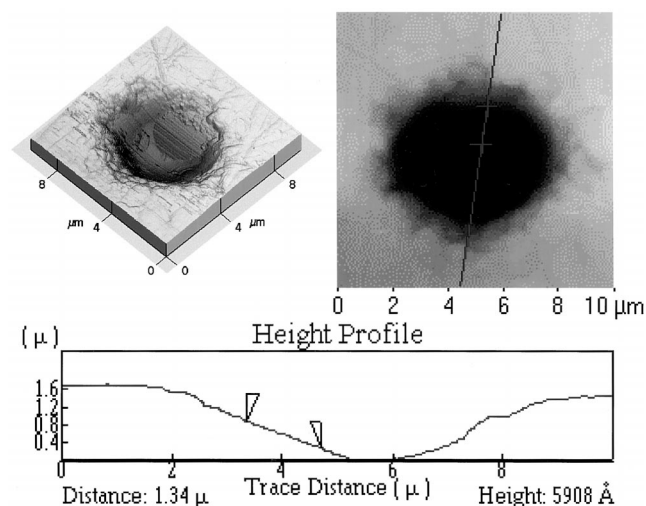 8
8
μm
4
4
μm
0
0
0 2 4 6 8 10 μm
(μ) Height Profile
1.6
1.2
0.8
0.4
0 2 4 6 8
Distance: 1.34 μ Trace Distance (μ) Height: 5908 Å